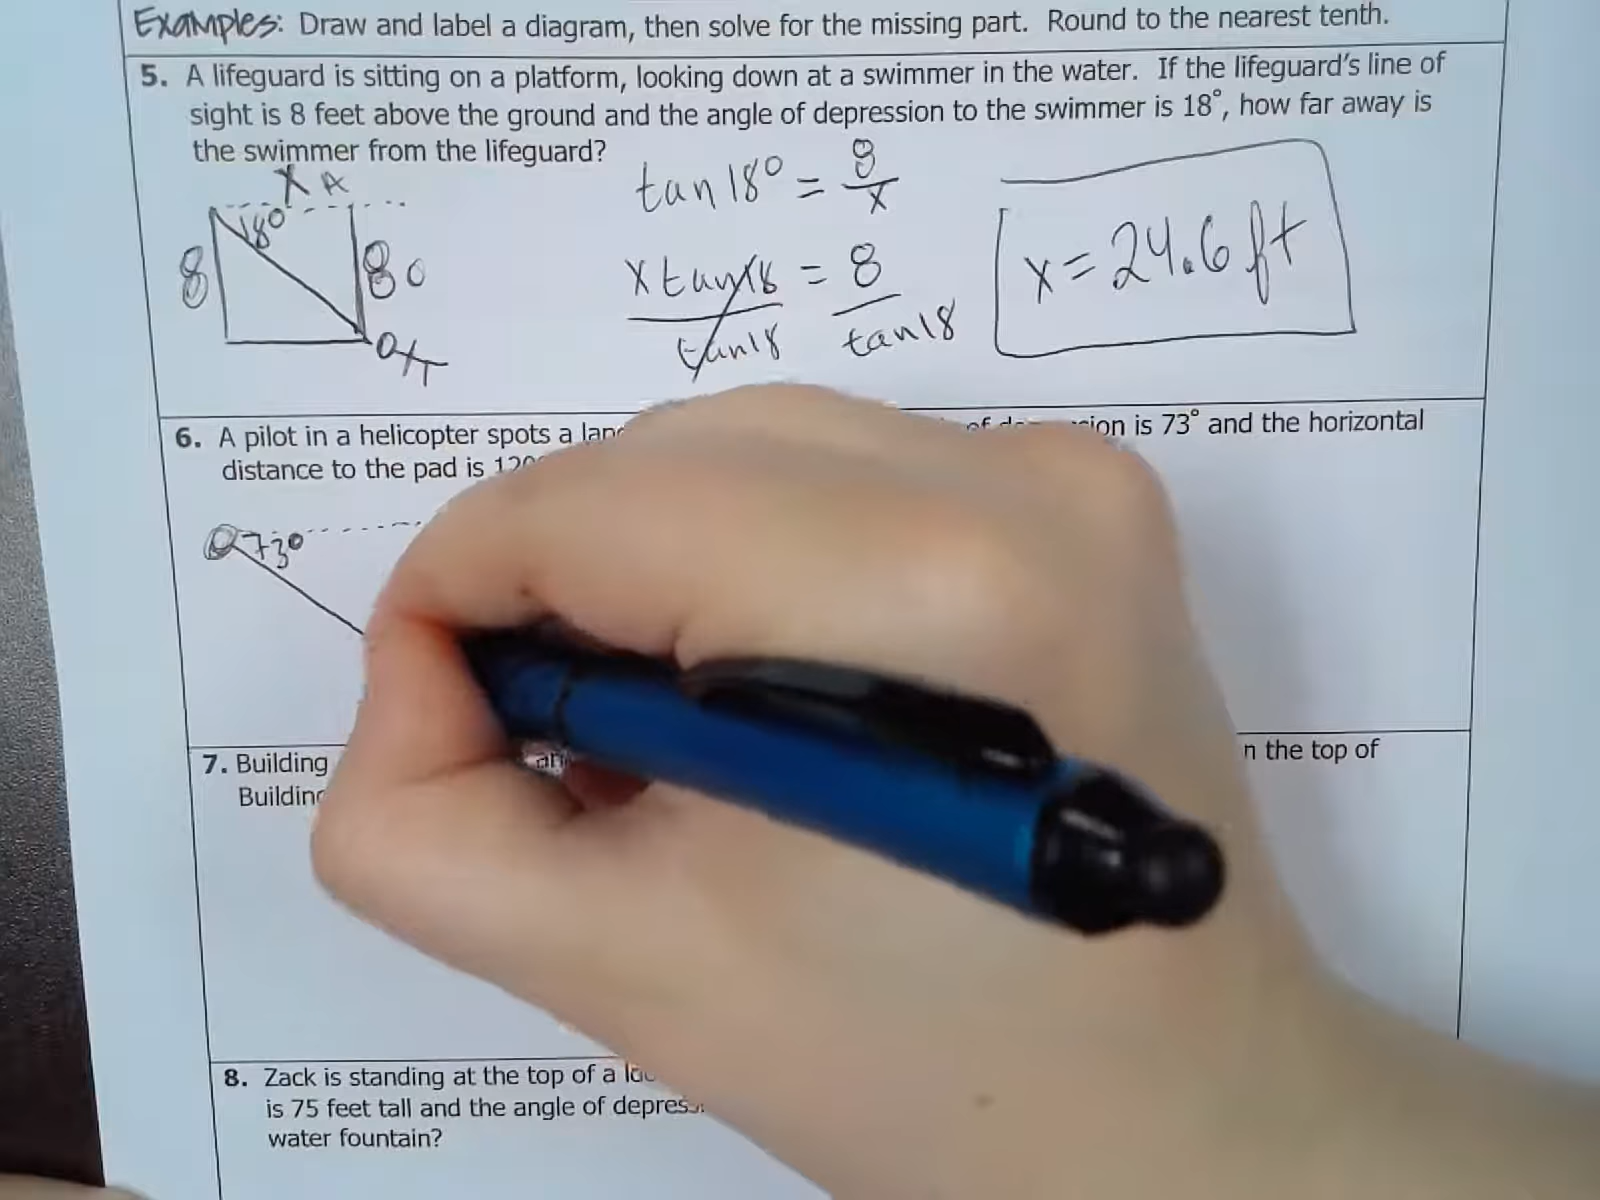 Examples: Draw and label a diagram, then solve for the missing part. Round to the nearest tenth.
5. A lifeguard is sitting on a platform, looking down at a swimmer in the water. If the lifeguard's line of
sight is 8 feet above the ground and the angle of depression to the swimmer is 18°, how far away is
the swimmer from the lifeguard?
X A
18°
8
8 O
tan 18° = 8/x
x tan 18 = 8
tan 18 tan 18
x = 24.6 ft
6. A pilot in a helicopter spots a is 73° and the horizontal
distance to the pad is
73°
7. Building n the top of
8. Zack is standing at the top of a
is 75 feet tall and the angle of
water fountain?